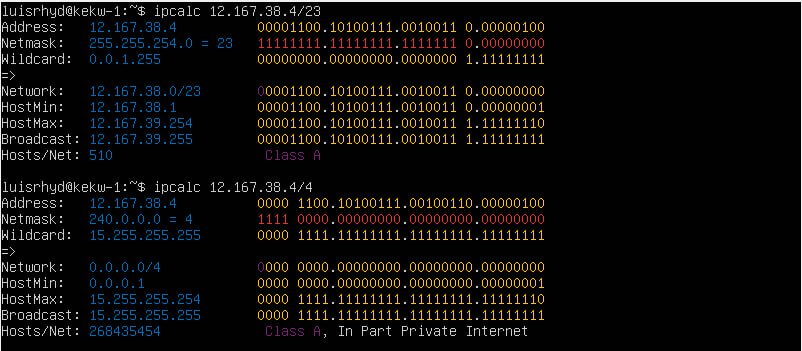 luisrhyd@kekw-1:~$ ipcalc 12.167.38.4/23
Address:   12.167.38.4          00001100.10100111.0010011 0.00000100
Netmask:   255.255.254.0 = 23   11111111.11111111.1111111 0.00000000
Wildcard:  0.0.1.255            00000000.00000000.0000000 1.11111111
=>
Network:   12.167.38.0/23       00001100.10100111.0010011 0.00000000
HostMin:   12.167.38.1          00001100.10100111.0010011 0.00000001
HostMax:   12.167.39.254        00001100.10100111.0010011 1.11111110
Broadcast: 12.167.39.255        00001100.10100111.0010011 1.11111111
Hosts/Net: 510                   Class A
luisrhyd@kekw-1:~$ ipcalc 12.167.38.4/4
Address:   12.167.38.4          0000 1100.10100111.00100110.00000100
Netmask:   240.0.0.0 = 4        1111 0000.00000000.00000000.00000000
Wildcard:  15.255.255.255       0000 1111.11111111.11111111.11111111
=>
Network:   0.0.0.0/4            0000 0000.00000000.00000000.00000000
HostMin:   0.0.0.1              0000 0000.00000000.00000000.00000001
HostMax:   15.255.255.254       0000 1111.11111111.11111111.11111110
Broadcast: 15.255.255.255       0000 1111.11111111.11111111.11111111
Hosts/Net: 268435454             Class A, In Part Private Internet